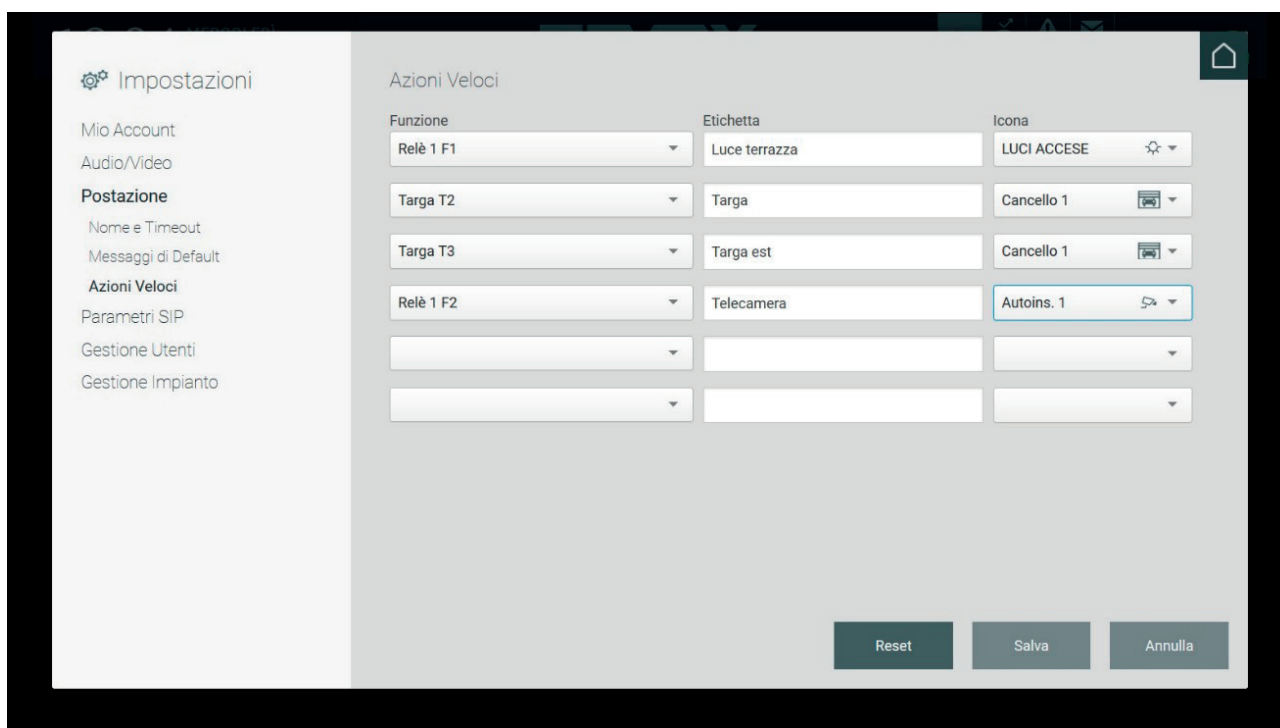 Impostazioni
Mio Account
Audio/Video
Postazione
Nome e Timeout
Messaggi di Default
Azioni Veloci
Parametri SIP
Gestione Utenti
Gestione Impianto
Azioni Veloci
Funzione Etichetta Icona
Relè 1 F1 Luce terrazza LUCI ACCESE
Targa T2 Targa Cancello 1
Targa T3 Targa est Cancello 1
Relè 1 F2 Telecamera Autoins. 1
Reset Salva Annulla